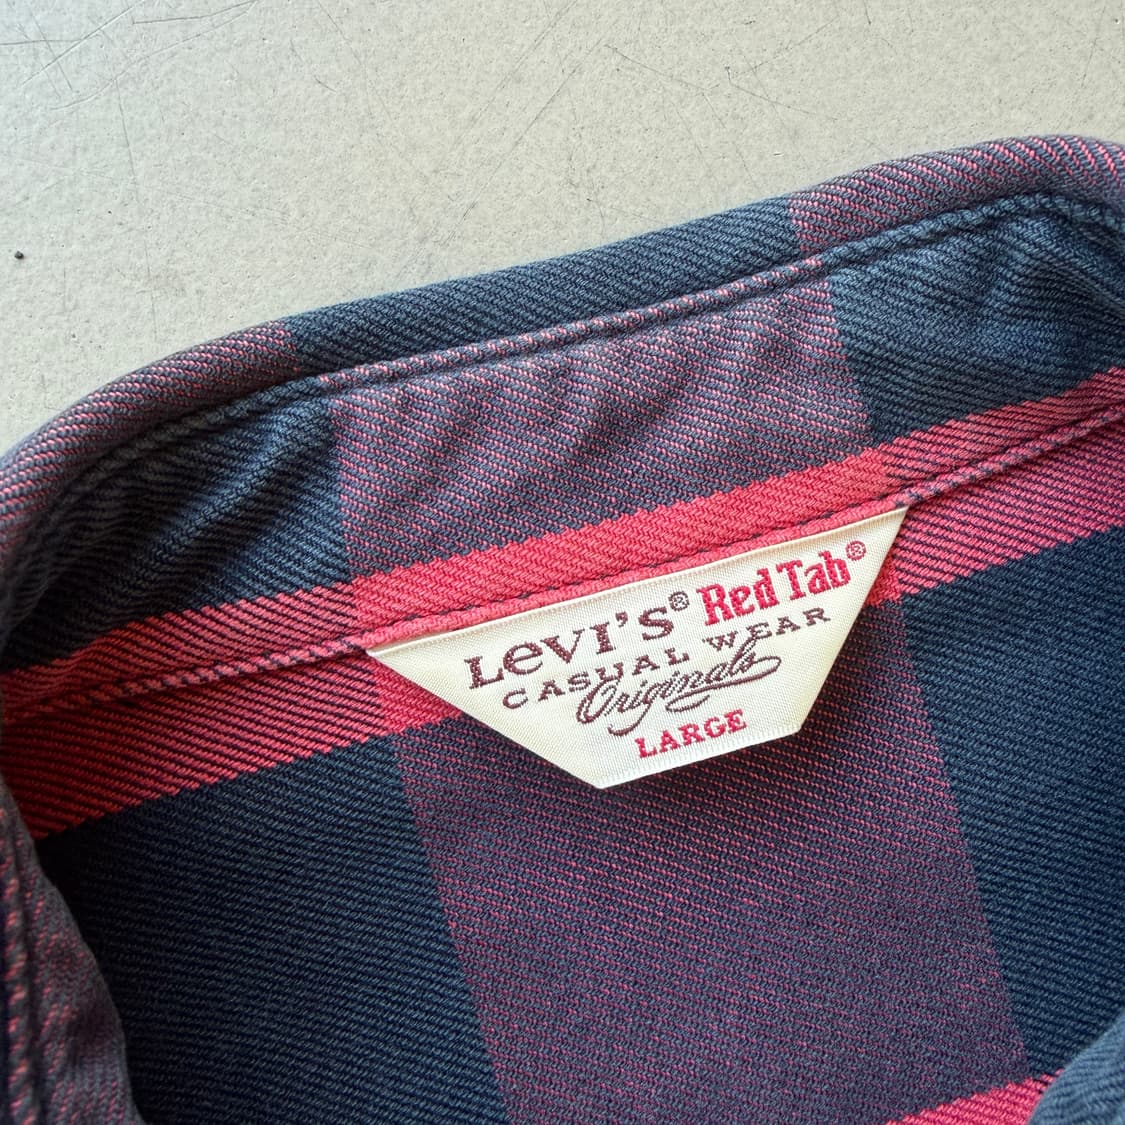 LEVI'S® Red Tab®
CASUAL WEAR
Originals
LARGE